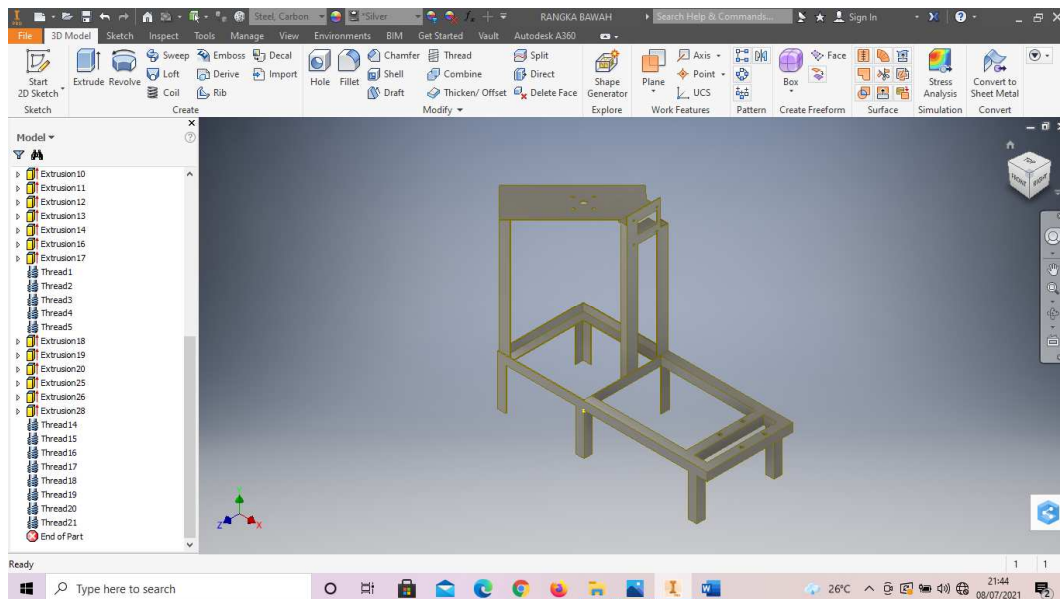 I PRO Steel, Carbon *Silver RANGKA BAWAH Search Help & Commands... Sign In
File 3D Model Sketch Inspect Tools Manage View Environments BIM Get Started Vault Autodesk A360
Start 2D Sketch Extrude Revolve Sweep Emboss Decal Hole Fillet Chamfer Thread Split Shape Generator Plane Axis Box Face Stress Analysis Convert to Sheet Metal
Loft Derive Import Shell Combine Direct Point
Coil Rib Draft Thicken/ Offset Delete Face UCS
Sketch Create Modify Explore Work Features Pattern Create Freeform Surface Simulation Convert
Model
Extrusion10
Extrusion11
Extrusion12
Extrusion13
Extrusion14
Extrusion16
Extrusion17
Thread1
Thread2
Thread3
Thread4
Thread5
Extrusion18
Extrusion19
Extrusion20
Extrusion25
Extrusion26
Extrusion28
Thread14
Thread15
Thread16
Thread17
Thread18
Thread19
Thread20
Thread21
End of Part
TOP
FRONT RIGHT
Y
Z X
Ready 1 1
Type here to search 26°C 21:44
08/07/2021